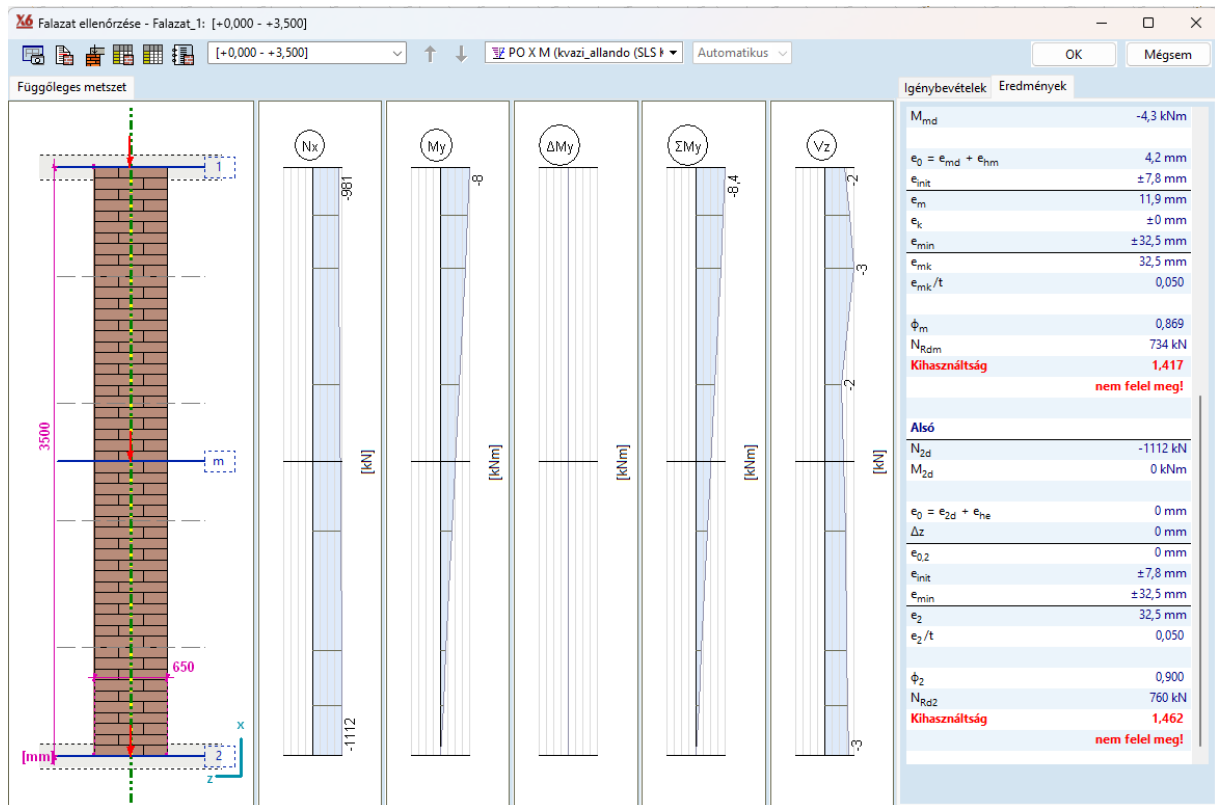 X6 Falazat ellenőrzése - Falazat_1: [+0,000 - +3,500]
[+0,000 - +3,500]
PO X M (kvazi_allando (SLS k
Automatikus
OK
Mégsem
Függőleges metszet
Igénybevételek
Eredmények
1
3500
m
650
[mm]
2
x
z
Nx
-981
[kN]
-1112
My
-8
[kNm]
ΔMy
[kNm]
ΣMy
-8,4
[kNm]
Vz
-2
-3
-2
[kN]
-3
Mmd -4,3 kNm
e0 = emd + ehm 4,2 mm
einit ±7,8 mm
em 11,9 mm
ek ±0 mm
emin ±32,5 mm
emk 32,5 mm
emk/t 0,050
ϕm 0,869
NRdm 734 kN
Kihasználtság 1,417
nem felel meg!
Alsó
N2d -1112 kN
M2d 0 kNm
e0 = e2d + ehe 0 mm
Δz 0 mm
e0,2 0 mm
einit ±7,8 mm
emin ±32,5 mm
e2 32,5 mm
e2/t 0,050
ϕ2 0,900
NRd2 760 kN
Kihasználtság 1,462
nem felel meg!